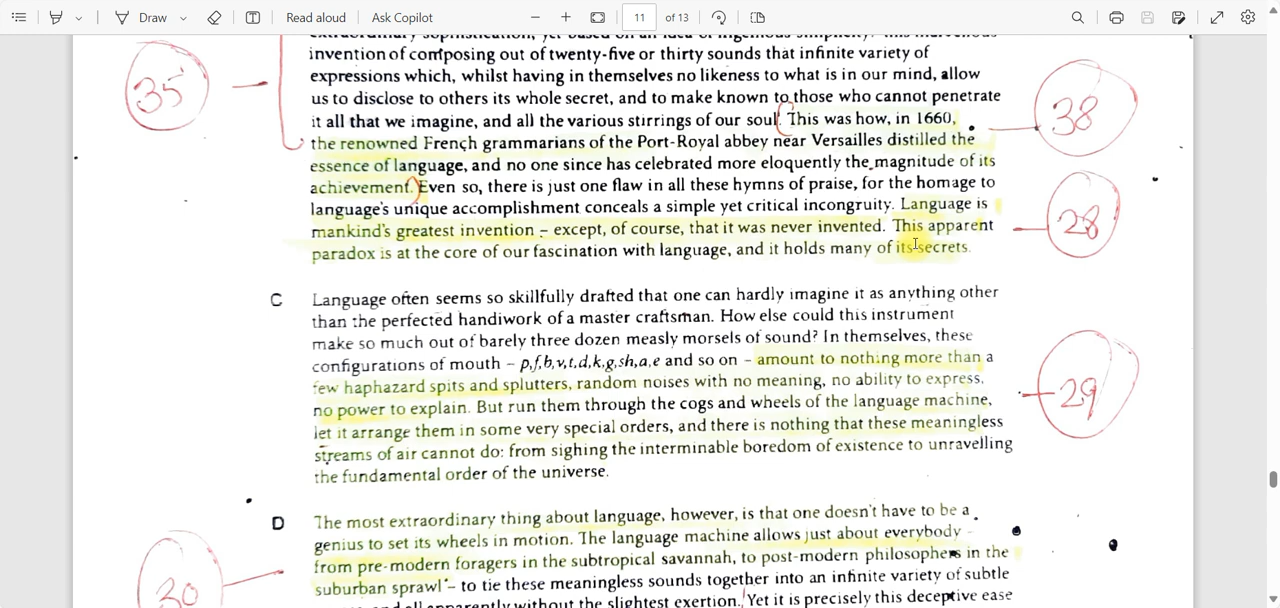 Draw
Read aloud
Ask Copilot
11
of 13
invention of composing out of twenty-five or thirty sounds that infinite variety of
35
expressions which, whilst having in themselves no likeness to what is in our mind, allow
us to disclose to others its whole secret, and to make known to those who cannot penetrate
it all that we imagine, and all the various stirrings of our soul. This was how, in 1660,
38
the renowned French grammarians of the Port-Royal abbey near Versailles distilled the
essence of language, and no one since has celebrated more eloquently the magnitude of its
achievement. Even so, there is just one flaw in all these hymns of praise, for the homage to
language's unique accomplishment conceals a simple yet critical incongruity. Language is
mankind's greatest invention – except, of course, that it was never invented. This apparent
28
paradox is at the core of our fascination with language, and it holds many of its secrets.
C Language often seems so skillfully drafted that one can hardly imagine it as anything other
than the perfected handiwork of a master craftsman. How else could this instrument
make so much out of barely three dozen measly morsels of sound? In themselves, these
configurations of mouth – p,f,b,v,t,d,k,g,sh,a,e and so on – amount to nothing more than a
few haphazard spits and splutters, random noises with no meaning, no ability to express,
29
no power to explain. But run them through the cogs and wheels of the language machine,
let it arrange them in some very special orders, and there is nothing that these meaningless
streams of air cannot do: from sighing the interminable boredom of existence to unravelling
the fundamental order of the universe.
D The most extraordinary thing about language, however, is that one doesn't have to be a
genius to set its wheels in motion. The language machine allows just about everybody –
from pre-modern foragers in the subtropical savannah, to post-modern philosophers in the
suburban sprawl – to tie these meaningless sounds together into an infinite variety of subtle
30
all apparently without the slightest exertion. Yet it is precisely this deceptive ease